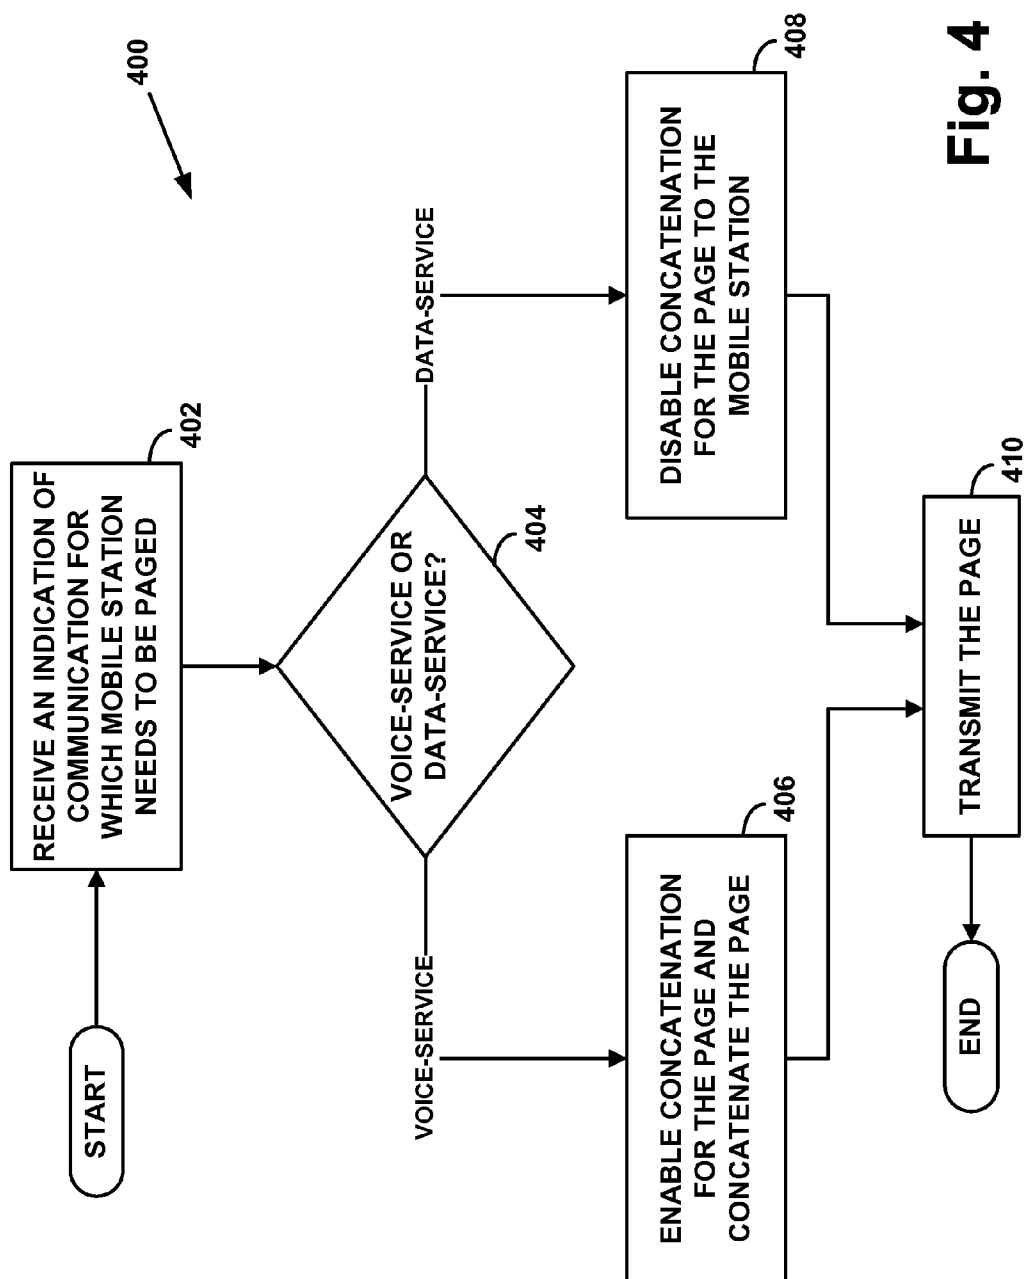 400
START
RECEIVE AN INDICATION OF
COMMUNICATION FOR
WHICH MOBILE STATION
NEEDS TO BE PAGED
402
VOICE-SERVICE OR
DATA-SERVICE?
404
VOICE-SERVICE
DATA-SERVICE
ENABLE CONCATENATION
FOR THE PAGE AND
CONCATENATE THE PAGE
406
DISABLE CONCATENATION
FOR THE PAGE TO THE
MOBILE STATION
408
END
TRANSMIT THE PAGE
410
Fig. 4